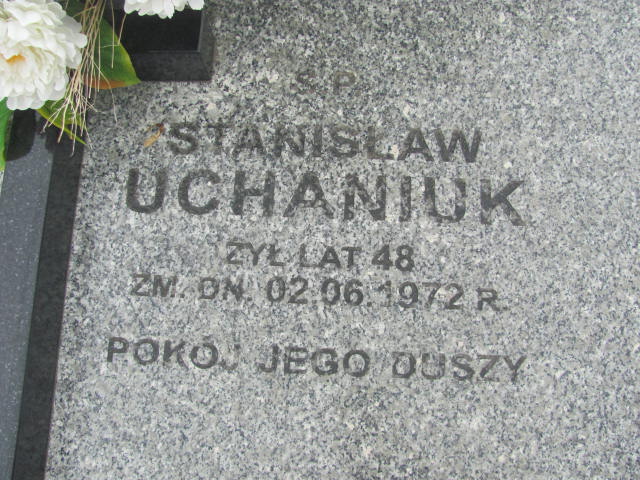 Ś.P.
STANISŁAW
UCHANIUK
ŻYŁ LAT 48
ZM. DN. 02.06.1972 R.
POKÓJ JEGO DUSZY